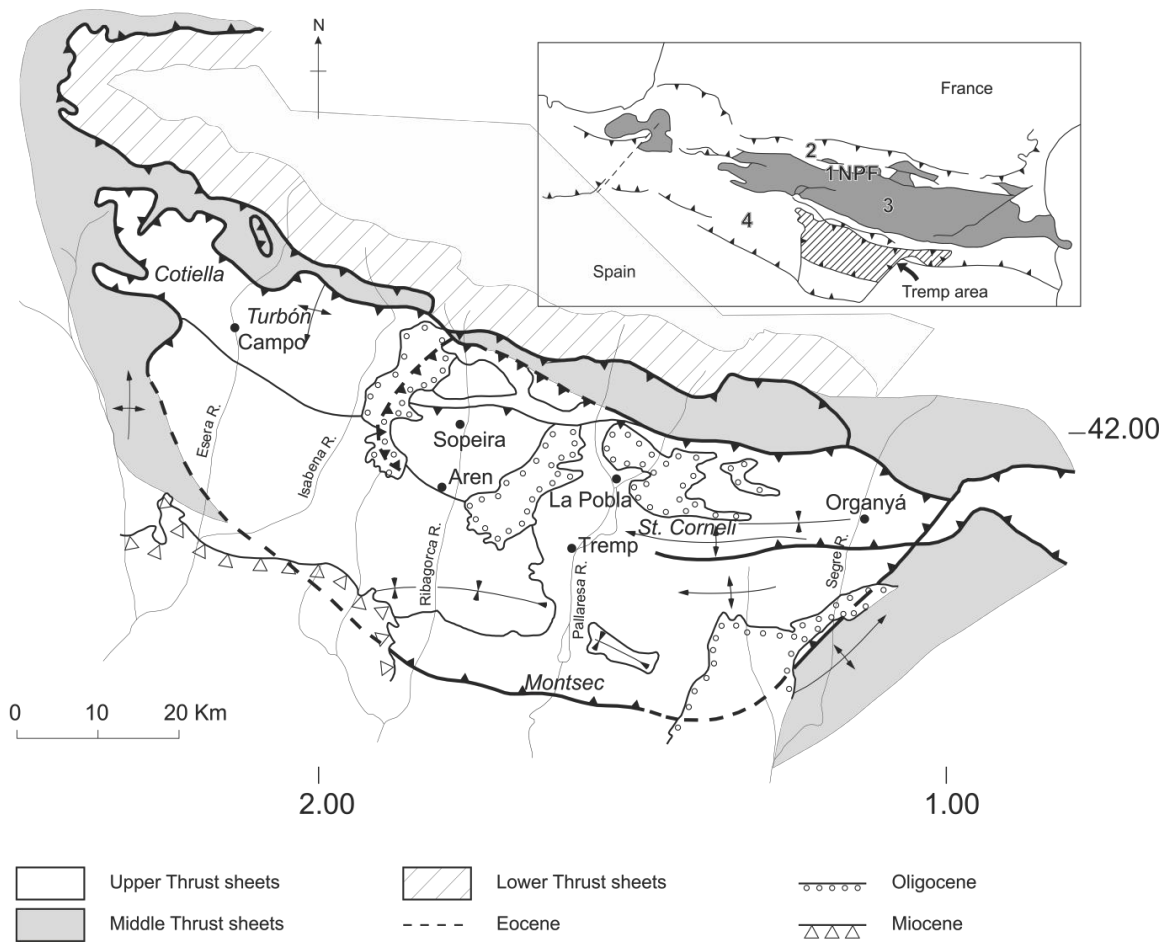 N
France
2
1 NPF
3
4
Spain
Tremp area
Cotiella
Turbón
Campo
Esera R.
Isabena R.
Sopeira
Aren
Ribagorca R.
La Pobla
St. Corneli
Organyá
Tremp
Pallaresa R.
Segre R.
Montsec
42.00
0 10 20 Km
2.00 1.00
Upper Thrust sheets Lower Thrust sheets Oligocene
Middle Thrust sheets Eocene Miocene